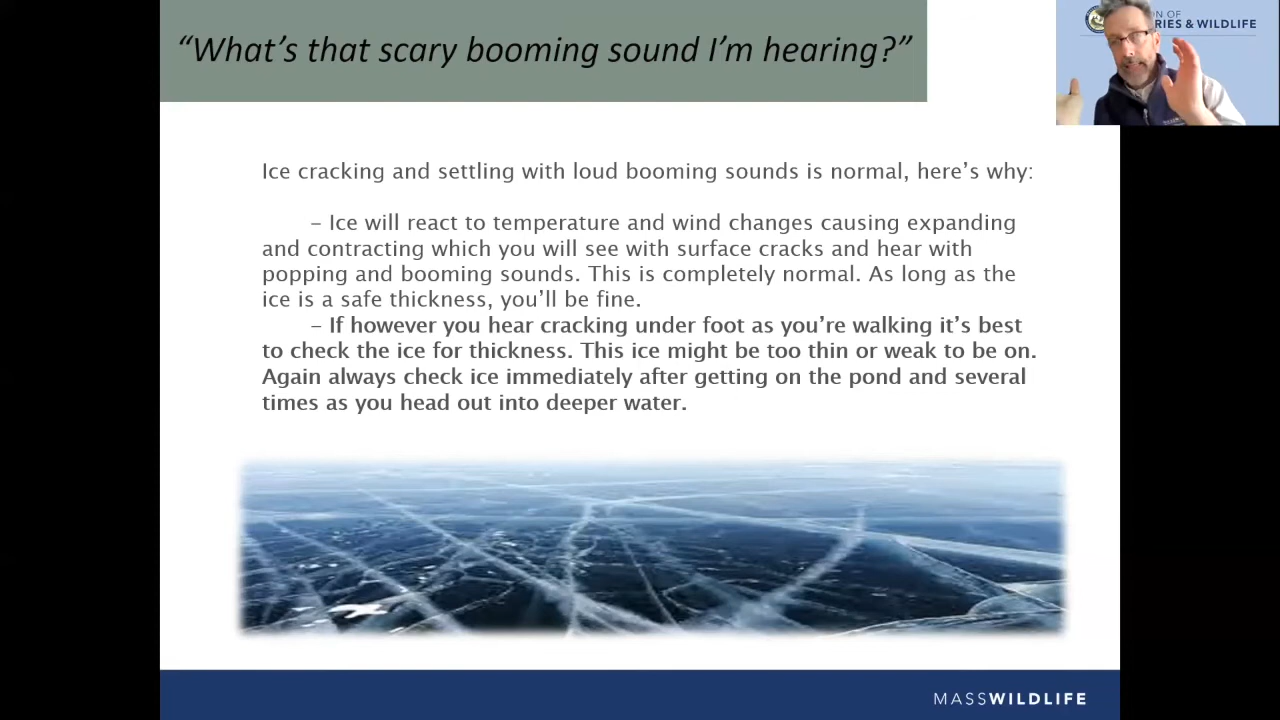 “What’s that scary booming sound I’m hearing?”
ON OF
RIES & WILDLIFE
Ice cracking and settling with loud booming sounds is normal, here’s why:
– Ice will react to temperature and wind changes causing expanding
and contracting which you will see with surface cracks and hear with
popping and booming sounds. This is completely normal. As long as the
ice is a safe thickness, you’ll be fine.
– If however you hear cracking under foot as you’re walking it’s best
to check the ice for thickness. This ice might be too thin or weak to be on.
Again always check ice immediately after getting on the pond and several
times as you head out into deeper water.
MASSWILDLIFE